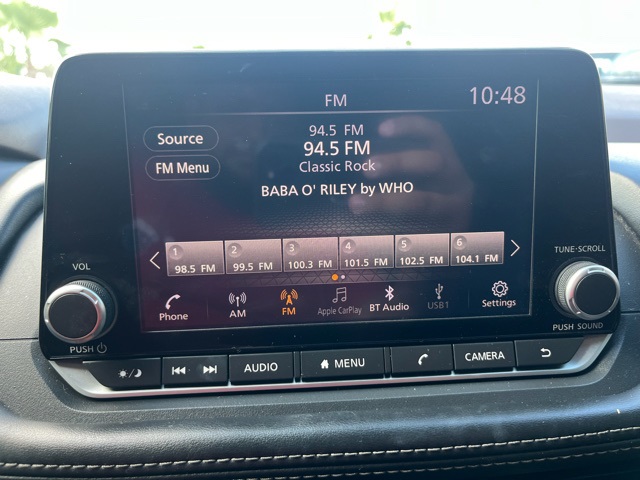 FM 10:48
94.5 FM
Source 94.5 FM
FM Menu Classic Rock
BABA O' RILEY by WHO
1 2 3 4 5 6
98.5 FM 99.5 FM 100.3 FM 101.5 FM 102.5 FM 104.1 FM
Phone AM FM Apple CarPlay BT Audio USB1 Settings
VOL
PUSH
TUNE·SCROLL
PUSH SOUND
AUDIO MENU CAMERA